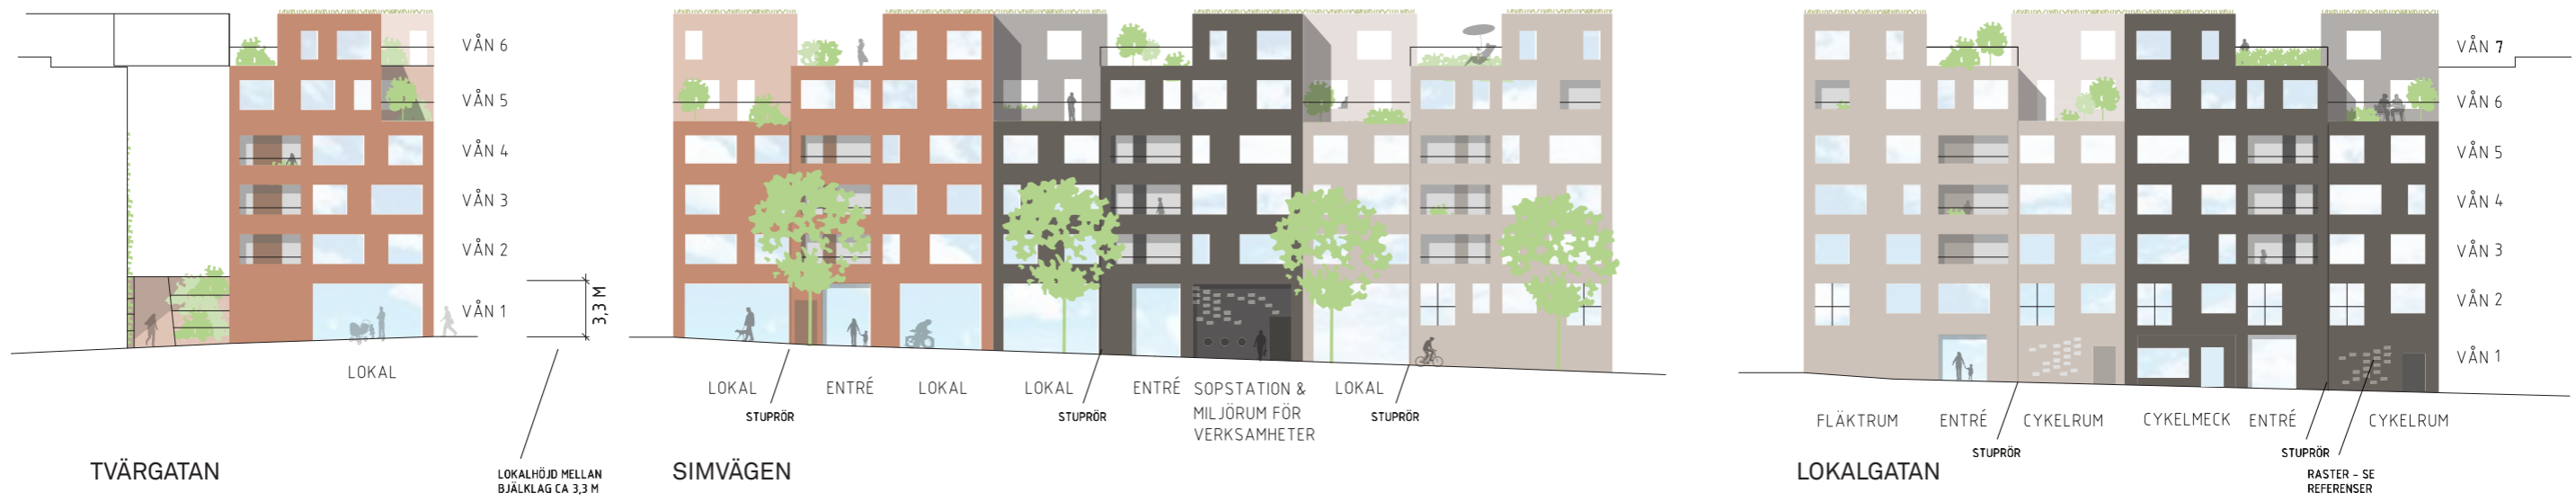 VÅN 6
VÅN 5
VÅN 4
VÅN 3
VÅN 2
VÅN 1
3,3 M
LOKAL
TVÄRGATAN
LOKALHÖJD MELLAN
BJÄLKLAG CA 3,3 M
LOKAL
STUPRÖR
ENTRÉ
LOKAL
LOKAL
STUPRÖR
ENTRÉ
SOPSTATION &
MILJÖRUM FÖR
VERKSAMHETER
LOKAL
STUPRÖR
SIMVÄGEN
VÅN 7
VÅN 6
VÅN 5
VÅN 4
VÅN 3
VÅN 2
VÅN 1
FLÄKTRUM
ENTRÉ
STUPRÖR
CYKELRUM
CYKELMECK
ENTRÉ
STUPRÖR
CYKELRUM
RASTER - SE
REFERENSER
LOKALGATAN